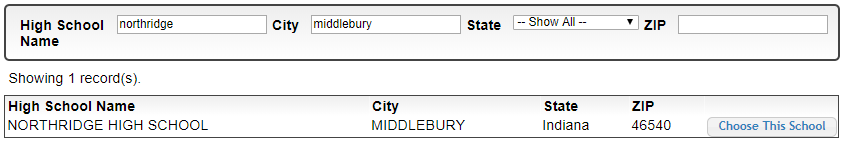 High School Name northridge City middlebury State -- Show All -- ZIP
Showing 1 record(s).
High School Name City State ZIP
NORTHRIDGE HIGH SCHOOL MIDDLEBURY Indiana 46540 Choose This School